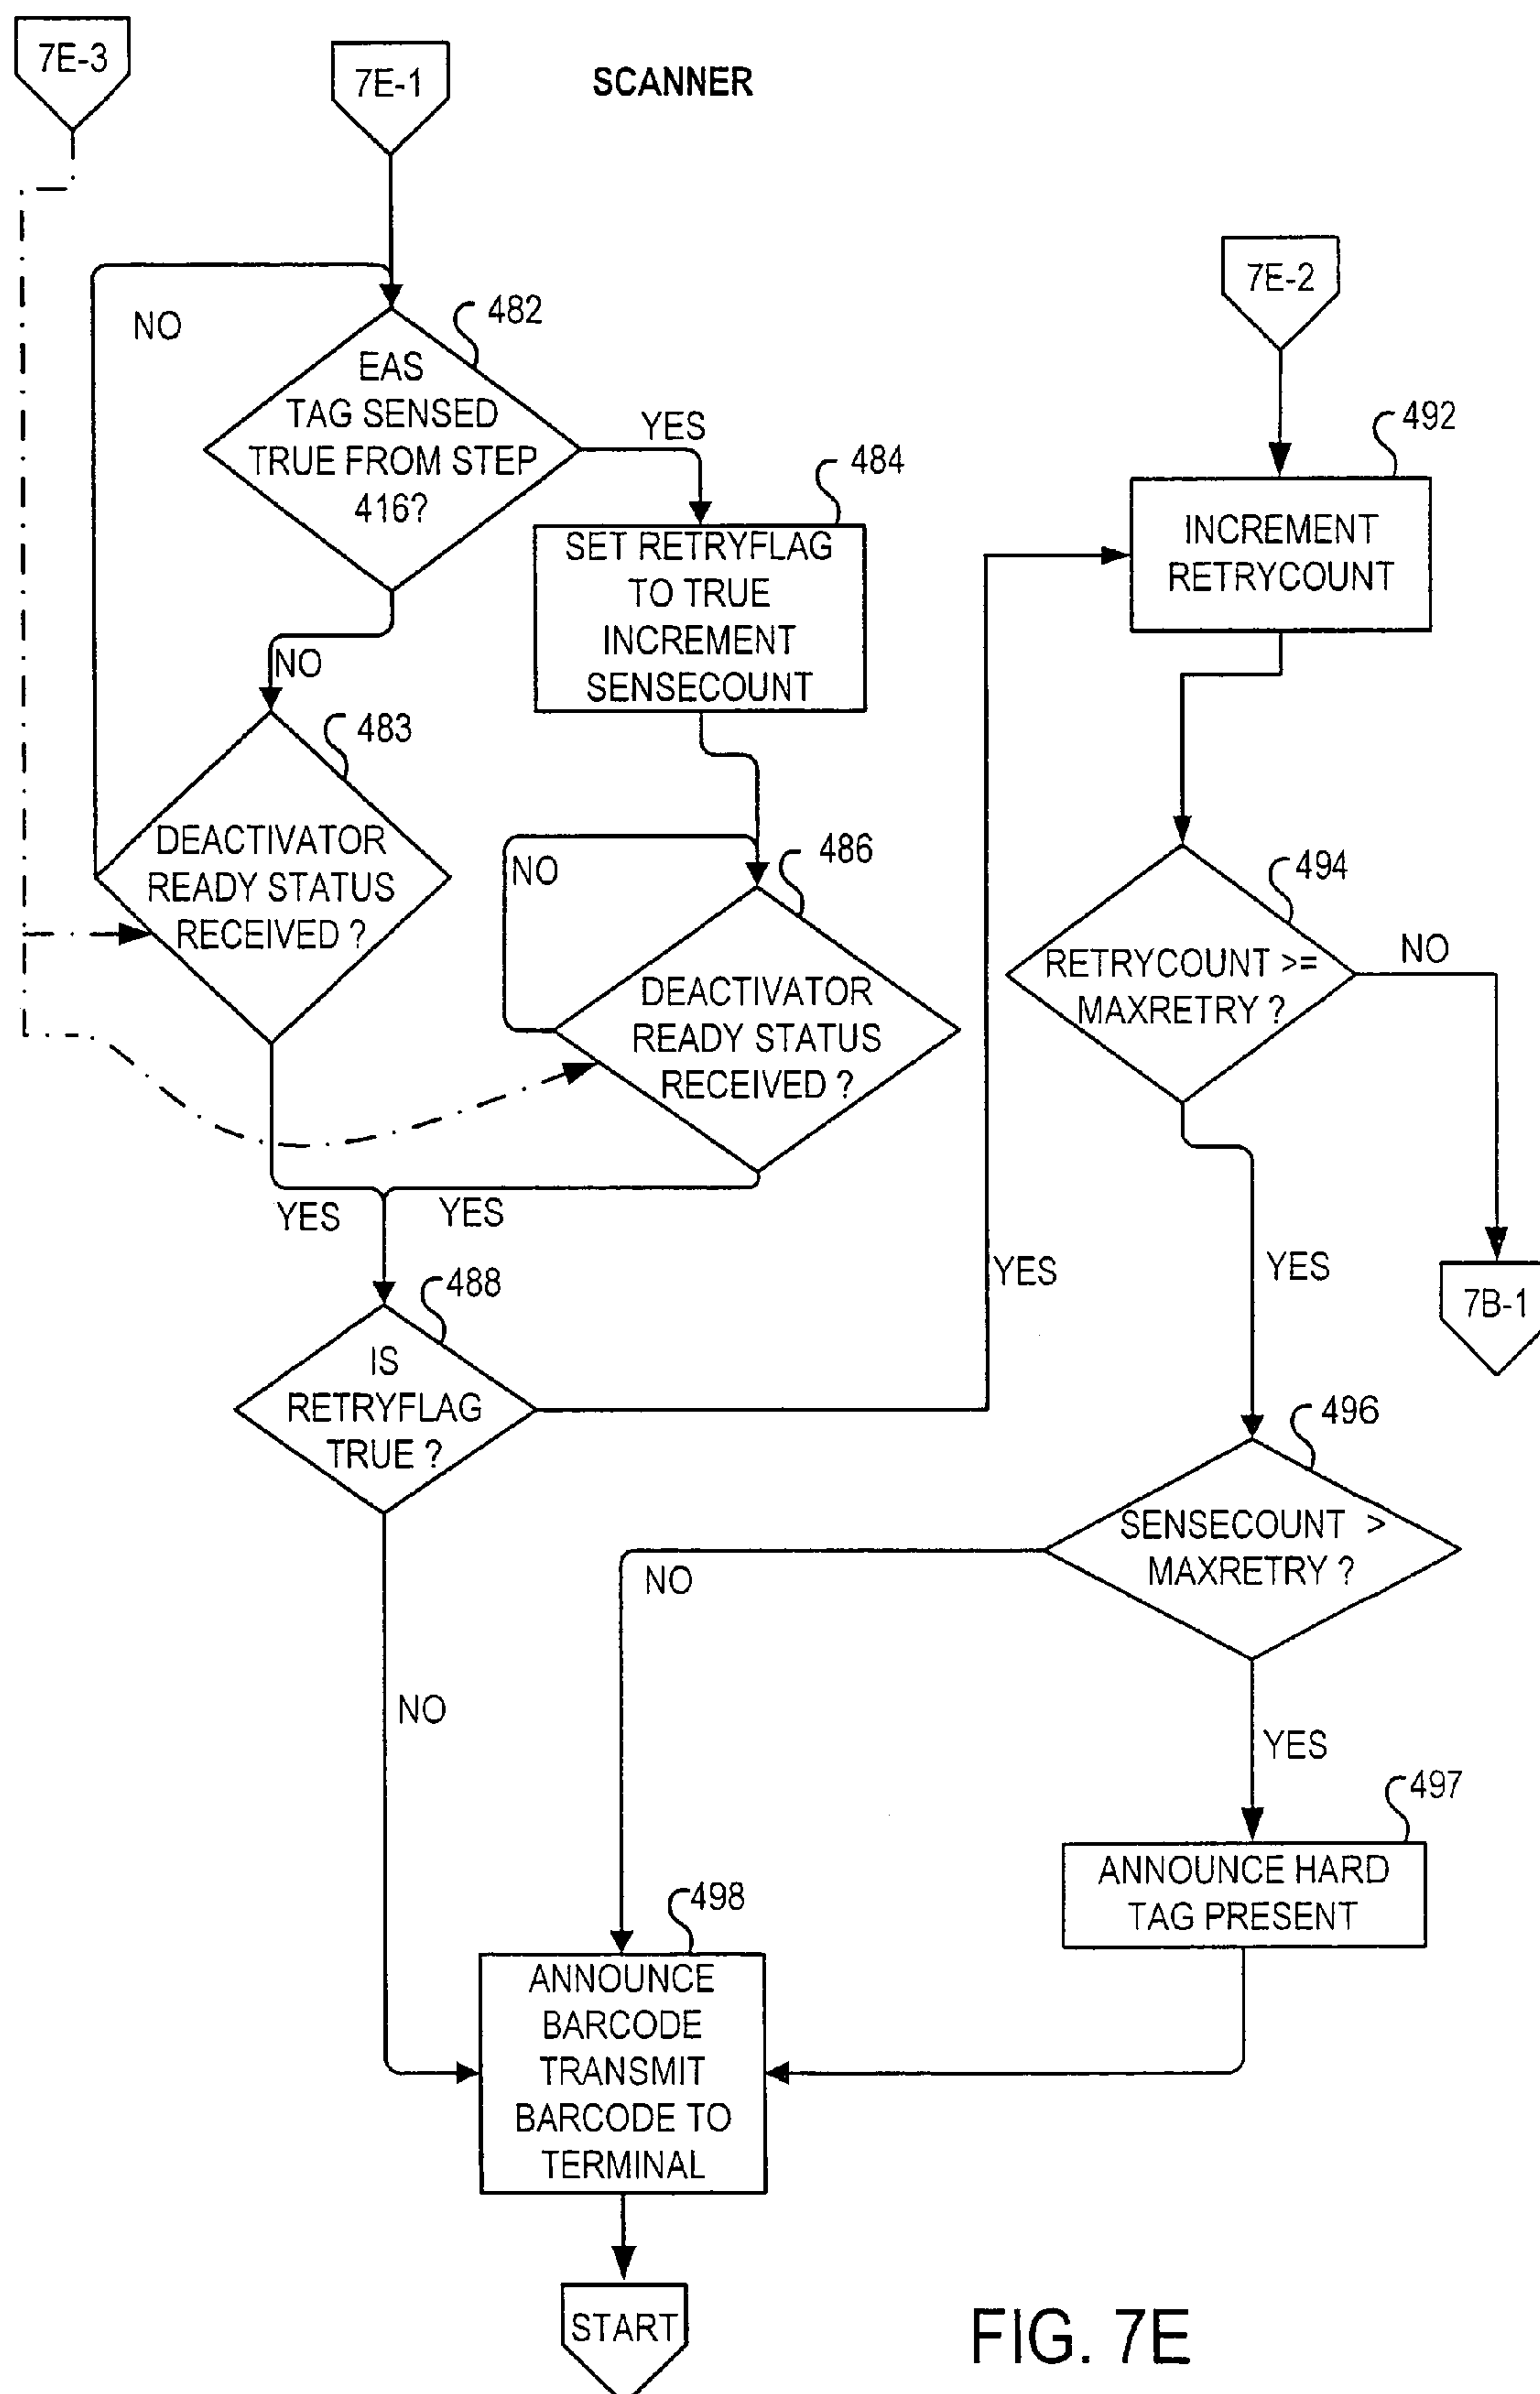 7E-3
7E-1
SCANNER
7E-2
NO
482
EAS
TAG SENSED
TRUE FROM STEP
416?
YES
484
SET RETRYFLAG
TO TRUE
INCREMENT
SENSECOUNT
492
INCREMENT
RETRYCOUNT
NO
483
DEACTIVATOR
READY STATUS
RECEIVED ?
NO
486
DEACTIVATOR
READY STATUS
RECEIVED ?
494
RETRYCOUNT >=
MAXRETRY ?
NO
YES
YES
YES
YES
7B-1
488
IS
RETRYFLAG
TRUE ?
496
SENSECOUNT >
MAXRETRY ?
NO
NO
YES
497
ANNOUNCE HARD
TAG PRESENT
498
ANNOUNCE
BARCODE
TRANSMIT
BARCODE TO
TERMINAL
START
FIG. 7E